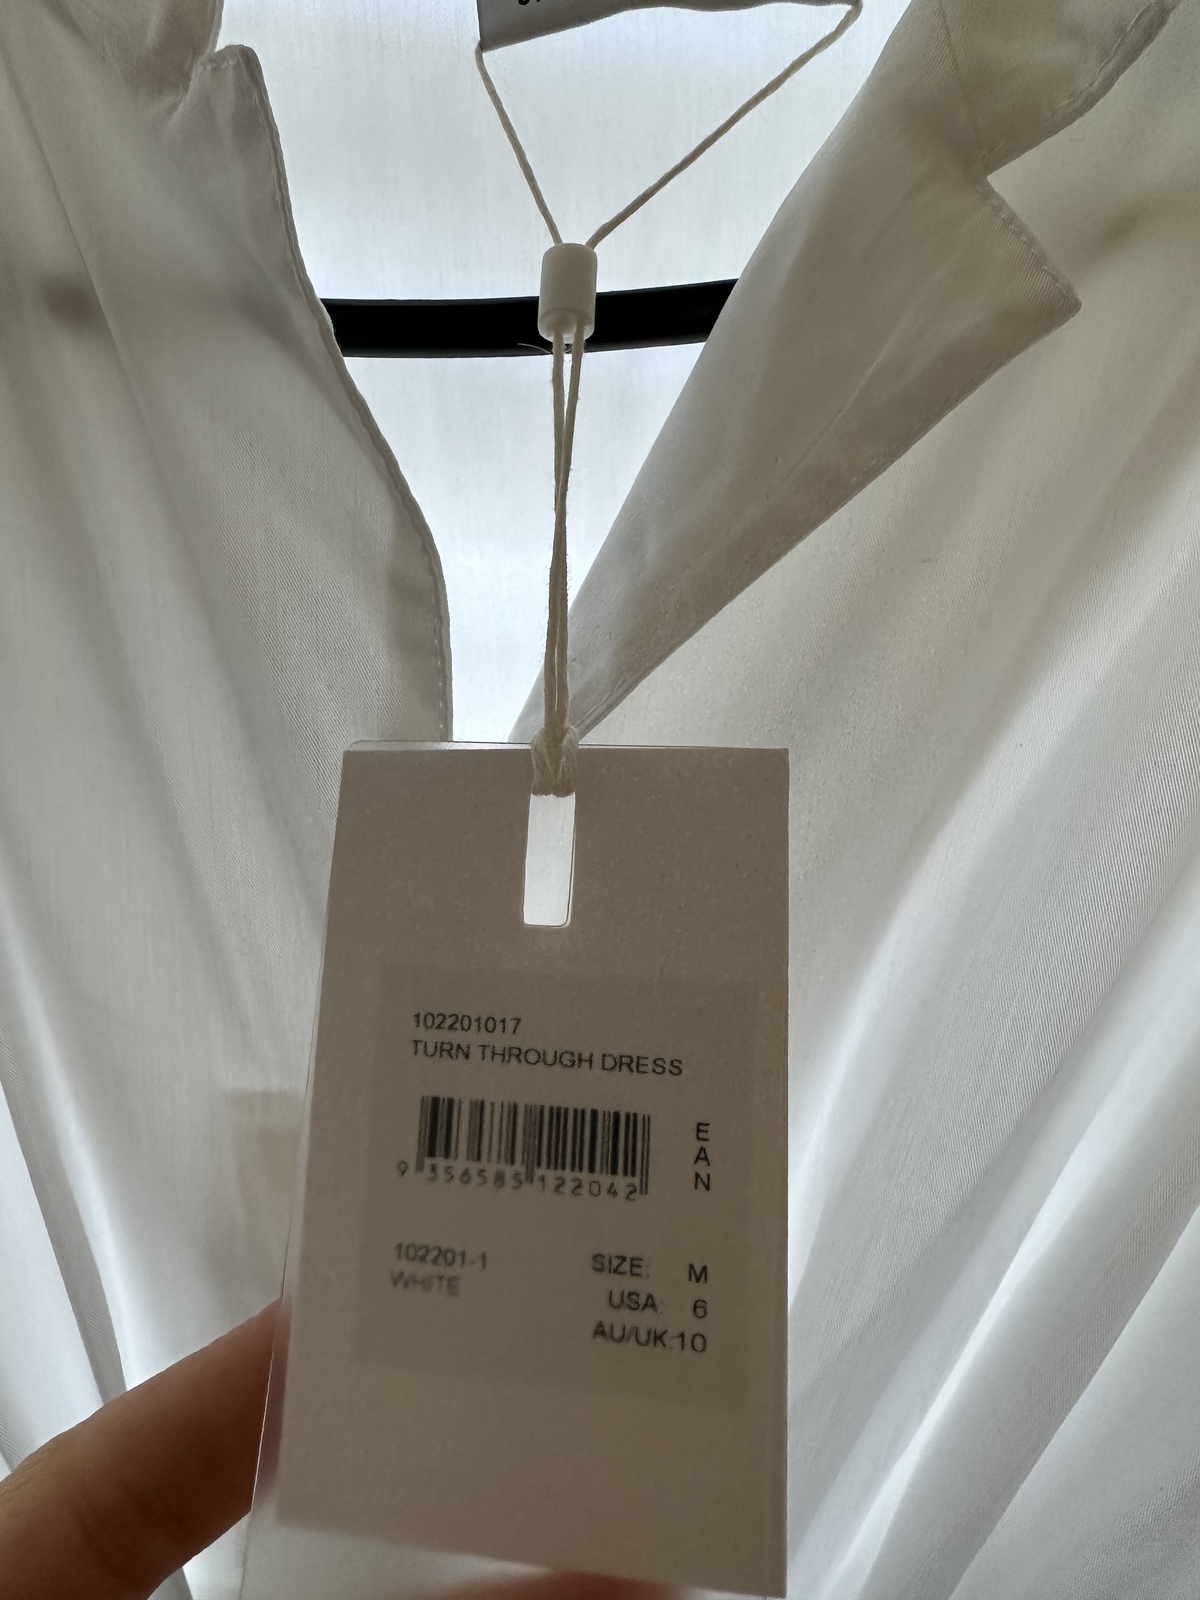 102201017
TURN THROUGH DRESS
E
A
N
9 356585 122042
102201-1
WHITE
SIZE: M
USA: 6
AU/UK:10